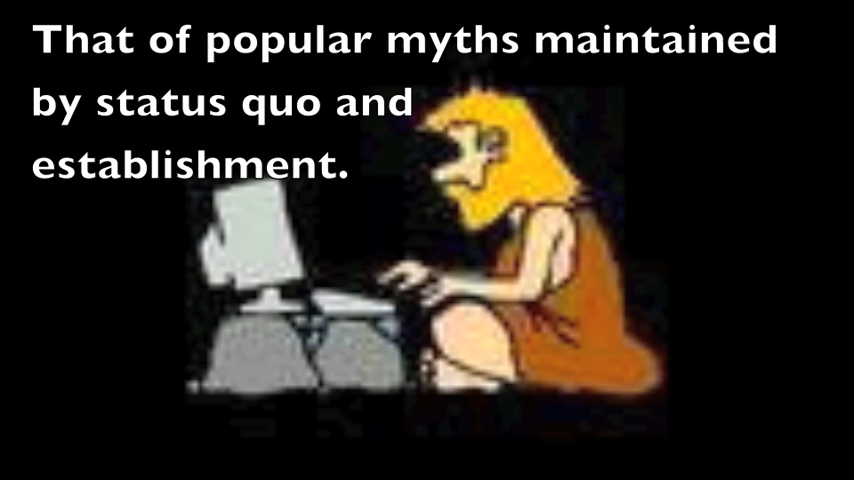 That of popular myths maintained
by status quo and
establishment.